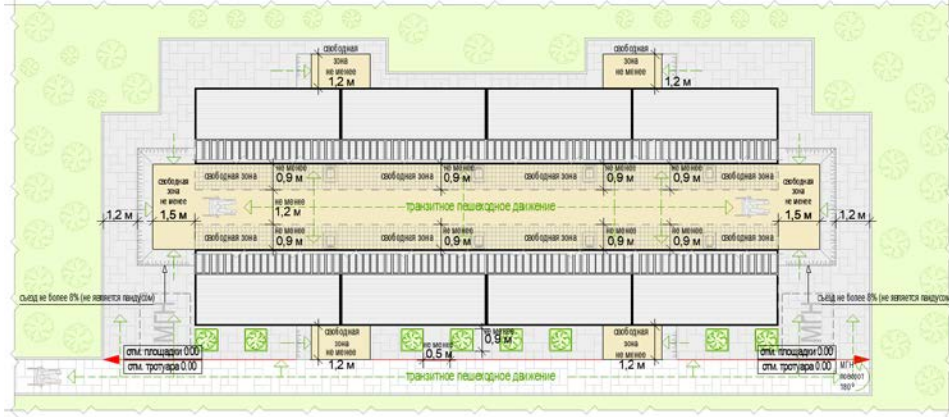 свободная
зона
не менее
1,2 м
свободная
зона
не менее
1,2 м
не менее
0,9 м
не менее
0,9 м
не менее
0,9 м
не менее
0,9 м
свободная зона
свободная зона
свободная зона
свободная зона
свободная
зона
не менее
1,5 м
1,2 м
не менее
1,2 м
транзитное пешеходное движение
свободная
зона
не менее
1,5 м
1,2 м
свободная зона
свободная зона
свободная зона
свободная зона
не менее
0,9 м
не менее
0,9 м
не менее
0,9 м
не менее
0,9 м
съезд не более 8% (не является пандусом)
съезд не более 8% (не является пандусом)
МГН
МГН
свободная
зона
не менее
1,2 м
не менее
0,5 м
не менее
0,9 м
свободная
зона
не менее
1,2 м
отм. площадки 0.00
отм. тротуара 0.00
отм. площадки 0.00
отм. тротуара 0.00
МГН
поворот
180°
транзитное пешеходное движение